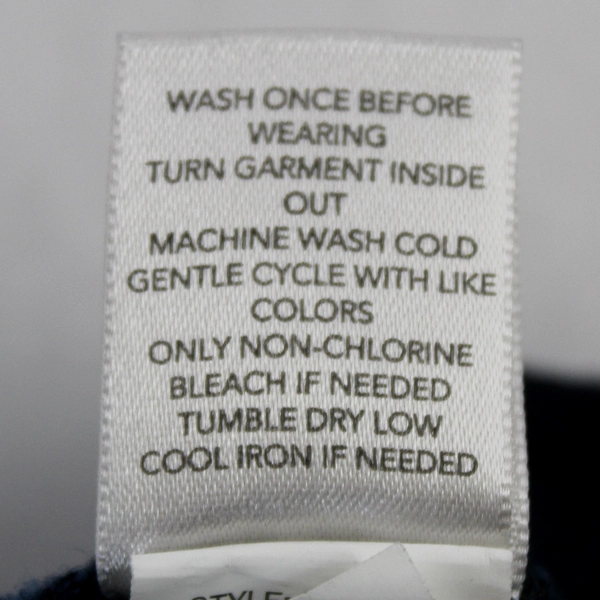 WASH ONCE BEFORE
WEARING
TURN GARMENT INSIDE
OUT
MACHINE WASH COLD
GENTLE CYCLE WITH LIKE
COLORS
ONLY NON-CHLORINE
BLEACH IF NEEDED
TUMBLE DRY LOW
COOL IRON IF NEEDED
STYLE: